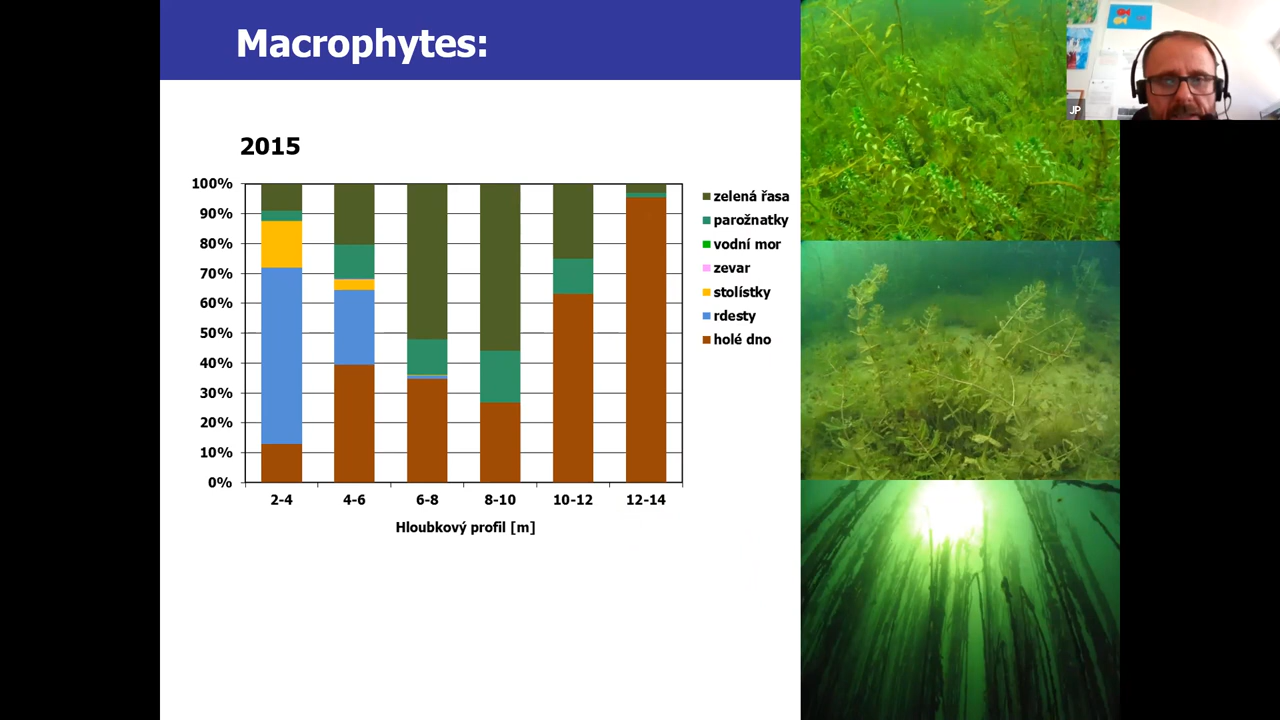 Macrophytes:
JP
2015
100%
90%
80%
70%
60%
50%
40%
30%
20%
10%
0%
2-4 4-6 6-8 8-10 10-12 12-14
Hloubkový profil [m]
zelená řasa
parožnatky
vodní mor
zevar
stolístky
rdesty
holé dno